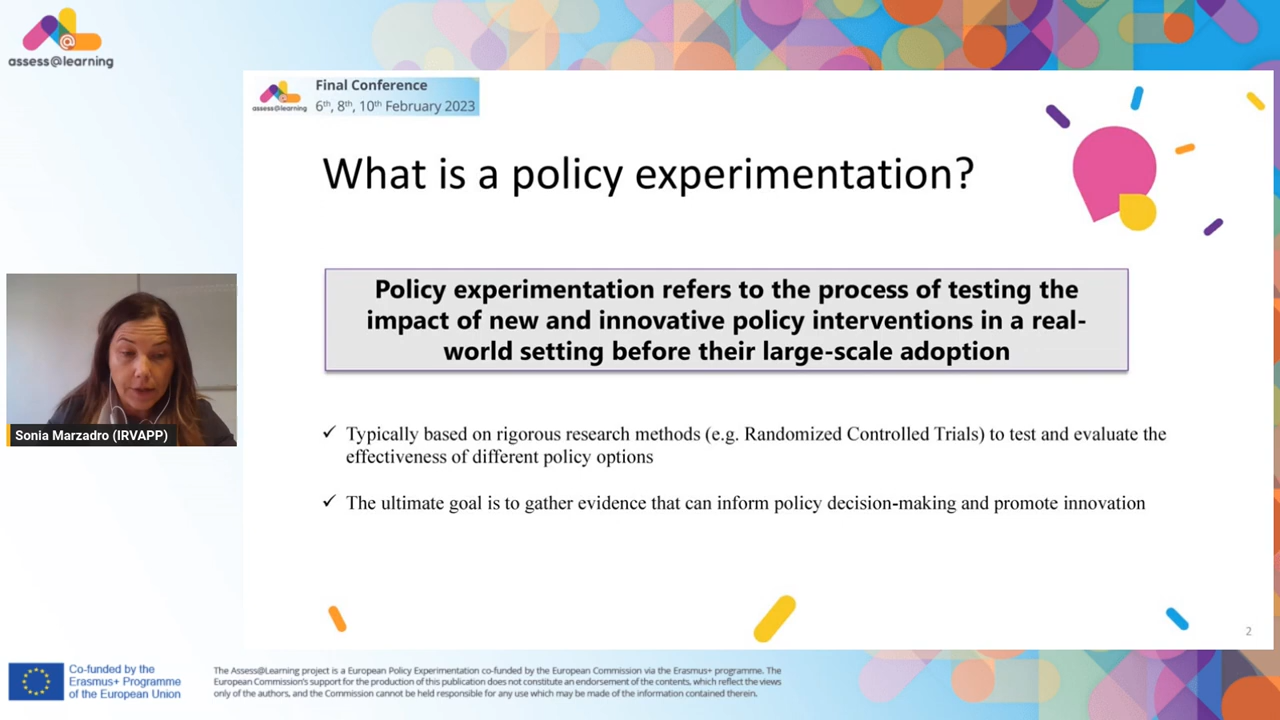 assess@learning
assess@learning
Final Conference
6th, 8th, 10th February 2023
What is a policy experimentation?
Policy experimentation refers to the process of testing the
impact of new and innovative policy interventions in a real-
world setting before their large-scale adoption
✓ Typically based on rigorous research methods (e.g. Randomized Controlled Trials) to test and evaluate the
effectiveness of different policy options
✓ The ultimate goal is to gather evidence that can inform policy decision-making and promote innovation
Sonia Marzadro (IRVAPP)
2
Co-funded by the
Erasmus+ Programme
of the European Union
The Assess@Learning project is a European Policy Experimentation co-funded by the European Commission via the Erasmus+ programme. The
European Commission's support for the production of this publication does not constitute an endorsement of the contents, which reflect the views
only of the authors, and the Commission cannot be held responsible for any use which may be made of the information contained therein.